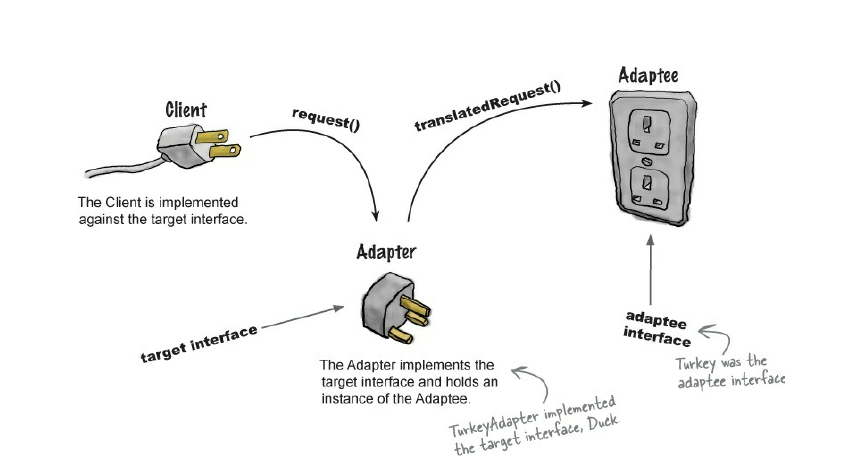 Adaptee
Client
request()
translatedRequest()
The Client is implemented
against the target interface.
Adapter
target interface
adaptee
interface
The Adapter implements the
target interface and holds an
instance of the Adaptee.
Turkey was the
adaptee interface
TurkeyAdapter implemented
the target interface, Duck.